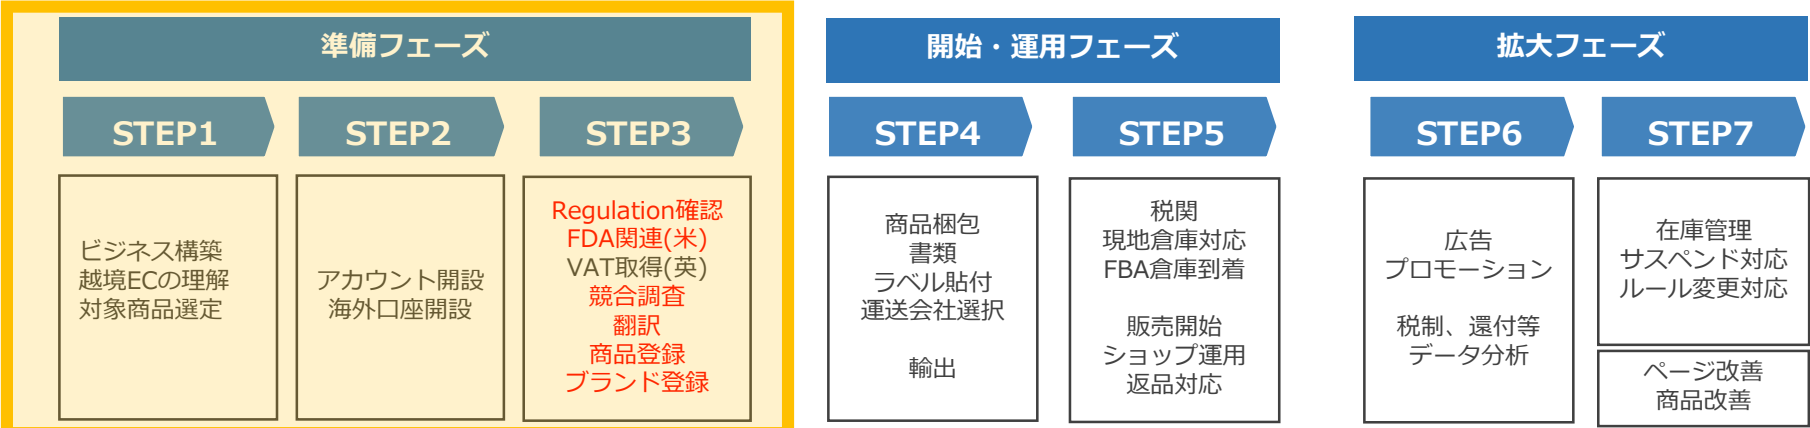 準備フェーズ
STEP1
ビジネス構築
越境ECの理解
対象商品選定
STEP2
アカウント開設
海外口座開設
STEP3
Regulation確認
FDA関連(米)
VAT取得(英)
競合調査
翻訳
商品登録
ブランド登録
開始・運用フェーズ
STEP4
商品梱包
書類
ラベル貼付
運送会社選択
輸出
STEP5
税関
現地倉庫対応
FBA倉庫到着
販売開始
ショップ運用
返品対応
拡大フェーズ
STEP6
広告
プロモーション
税制、還付等
データ分析
STEP7
在庫管理
サスペンド対応
ルール変更対応
ページ改善
商品改善